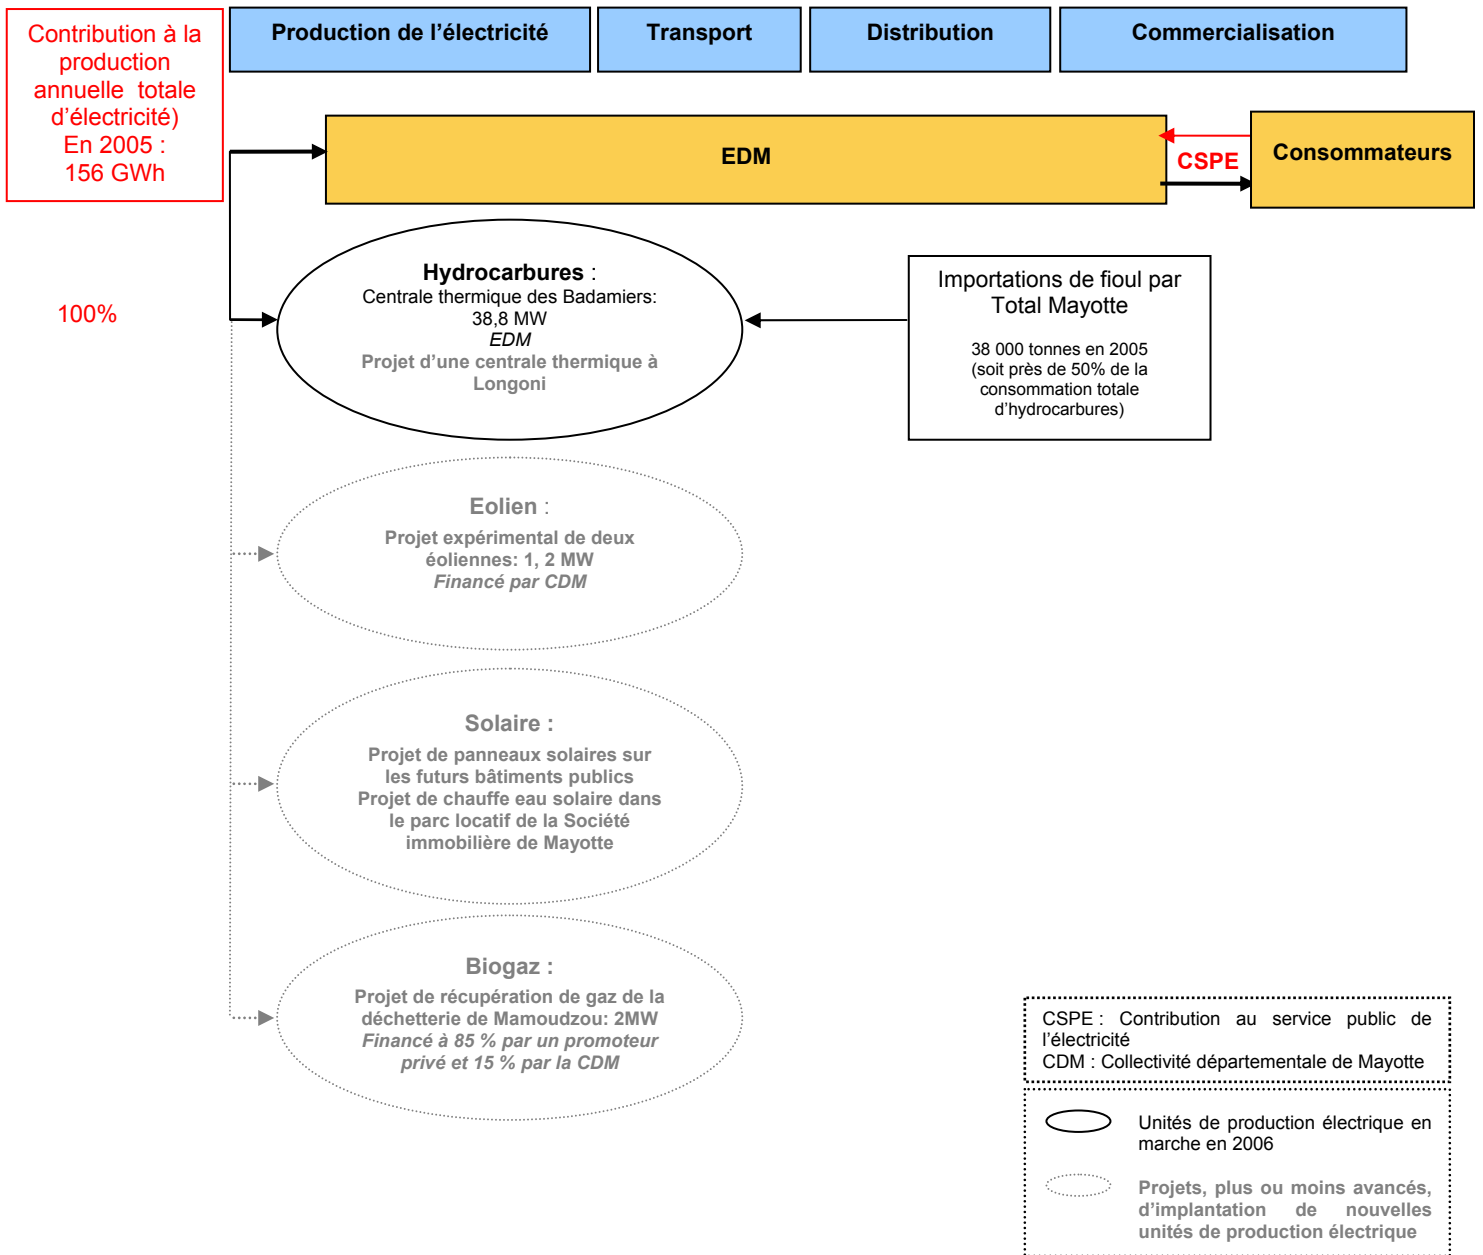 Contribution à la
production
annuelle totale
d'électricité)
En 2005 :
156 GWh
Production de l'électricité
Transport
Distribution
Commercialisation
EDM
CSPE
Consommateurs
100%
Hydrocarbures :
Centrale thermique des Badamiers:
38,8 MW
EDM
Projet d'une centrale thermique à
Longoni
Importations de fioul par
Total Mayotte
38 000 tonnes en 2005
(soit près de 50% de la
consommation totale
d'hydrocarbures)
Eolien :
Projet expérimental de deux
éoliennes: 1, 2 MW
Financé par CDM
Solaire :
Projet de panneaux solaires sur
les futurs bâtiments publics
Projet de chauffe eau solaire dans
le parc locatif de la Société
immobilière de Mayotte
Biogaz :
Projet de récupération de gaz de la
déchetterie de Mamoudzou: 2MW
Financé à 85 % par un promoteur
privé et 15 % par la CDM
CSPE : Contribution au service public de
l'électricité
CDM : Collectivité départementale de Mayotte
Unités de production électrique en
marche en 2006
Projets, plus ou moins avancés,
d'implantation de nouvelles
unités de production électrique